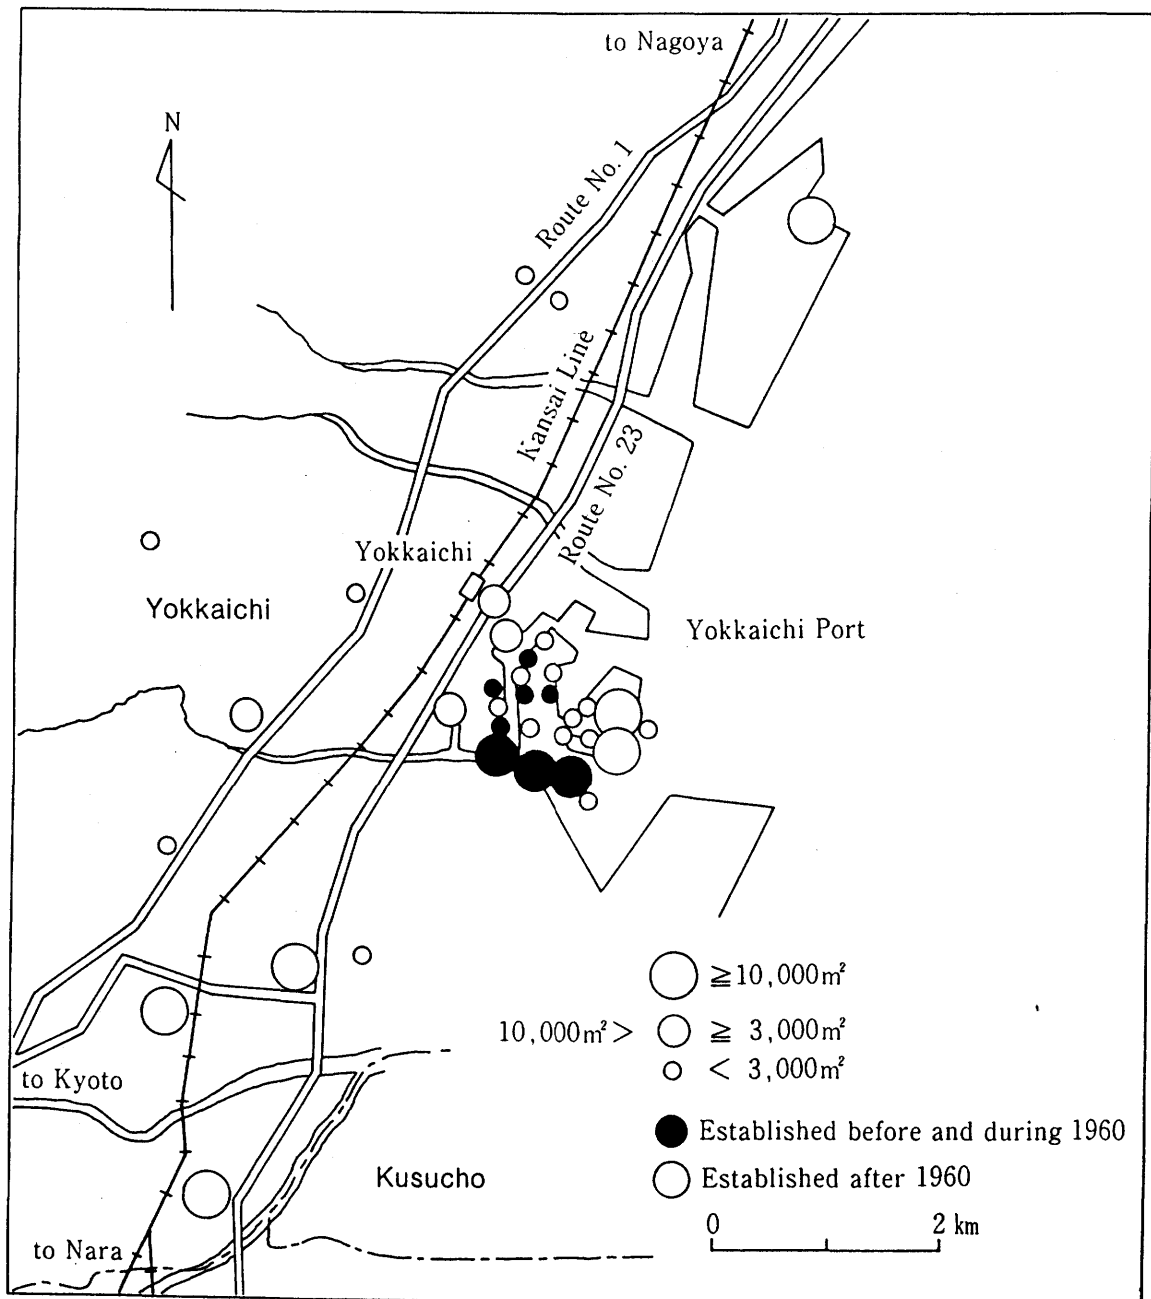 to Nagoya
N
Route No. 1
Kansai Line
Route No. 23
Yokkaichi
Yokkaichi
Yokkaichi Port
≧10,000㎡
10,000㎡> ≧ 3,000㎡
< 3,000㎡
to Kyoto
Established before and during 1960
Kusucho
Established after 1960
0 2 km
to Nara